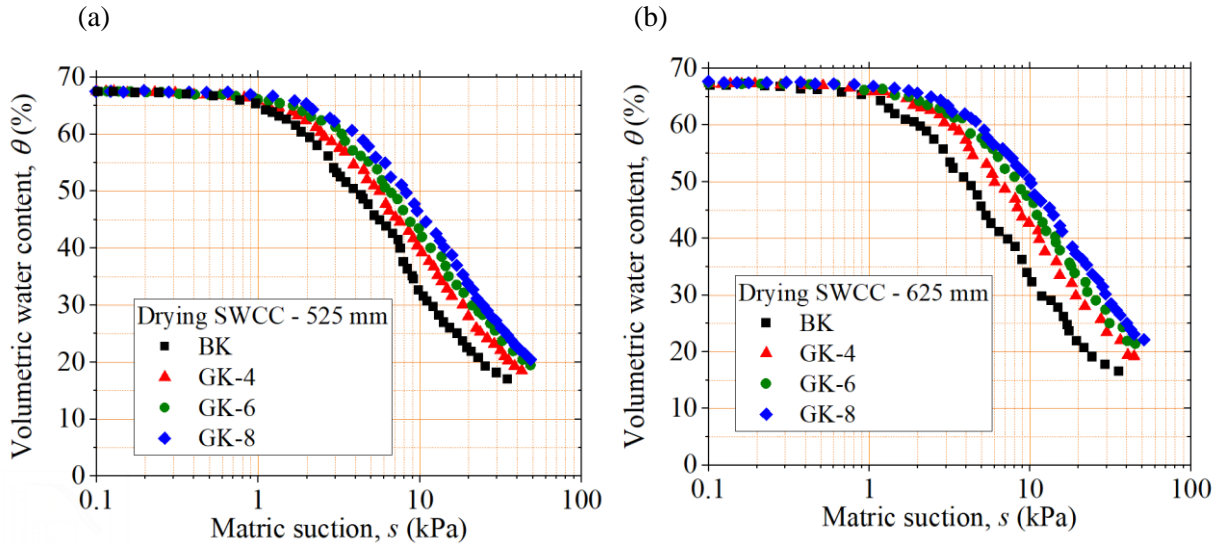 (a)
70
60
50
40
30
20
10
0
Volumetric water content, θ (%)
Drying SWCC - 525 mm
BK
GK-4
GK-6
GK-8
0.1 1 10 100
Matric suction, s (kPa)
(b)
70
60
50
40
30
20
10
0
Volumetric water content, θ (%)
Drying SWCC - 625 mm
BK
GK-4
GK-6
GK-8
0.1 1 10 100
Matric suction, s (kPa)